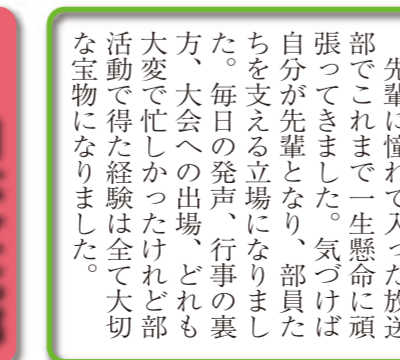 先輩に憧れて入った放送
部でこれまで一生懸命に頑
張ってきました。気づけば
自分が先輩となり、部員た
ちを支える立場になりまし
た。毎日の発声、行事の裏
方、大会への出場、どれも
大変で忙しかったけれど部
活動で得た経験は全て大切
な宝物になりました。